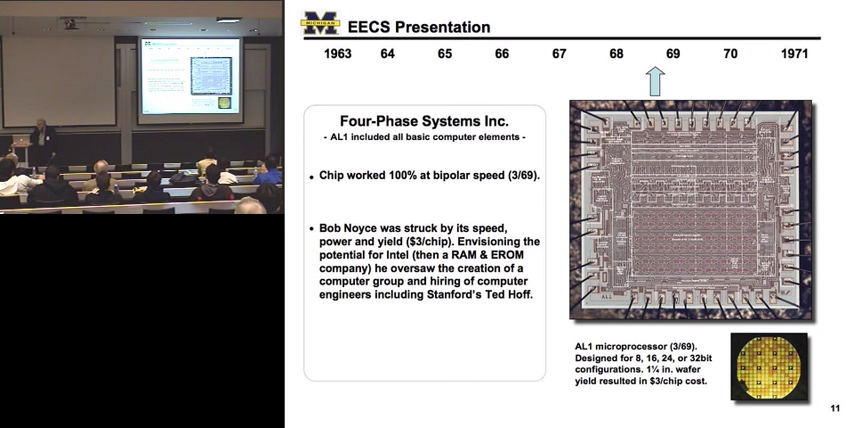 MICHIGAN
EECS Presentation
1963 64 65 66 67 68 69 70 1971
Four-Phase Systems Inc.
- AL1 included all basic computer elements -
• Chip worked 100% at bipolar speed (3/69).
• Bob Noyce was struck by its speed,
power and yield ($3/chip). Envisioning the
potential for Intel (then a RAM & EROM
company) he oversaw the creation of a
computer group and hiring of computer
engineers including Stanford's Ted Hoff.
AL1
AL1 microprocessor (3/69).
Designed for 8, 16, 24, or 32bit
configurations. 1¼ in. wafer
yield resulted in $3/chip cost.
11